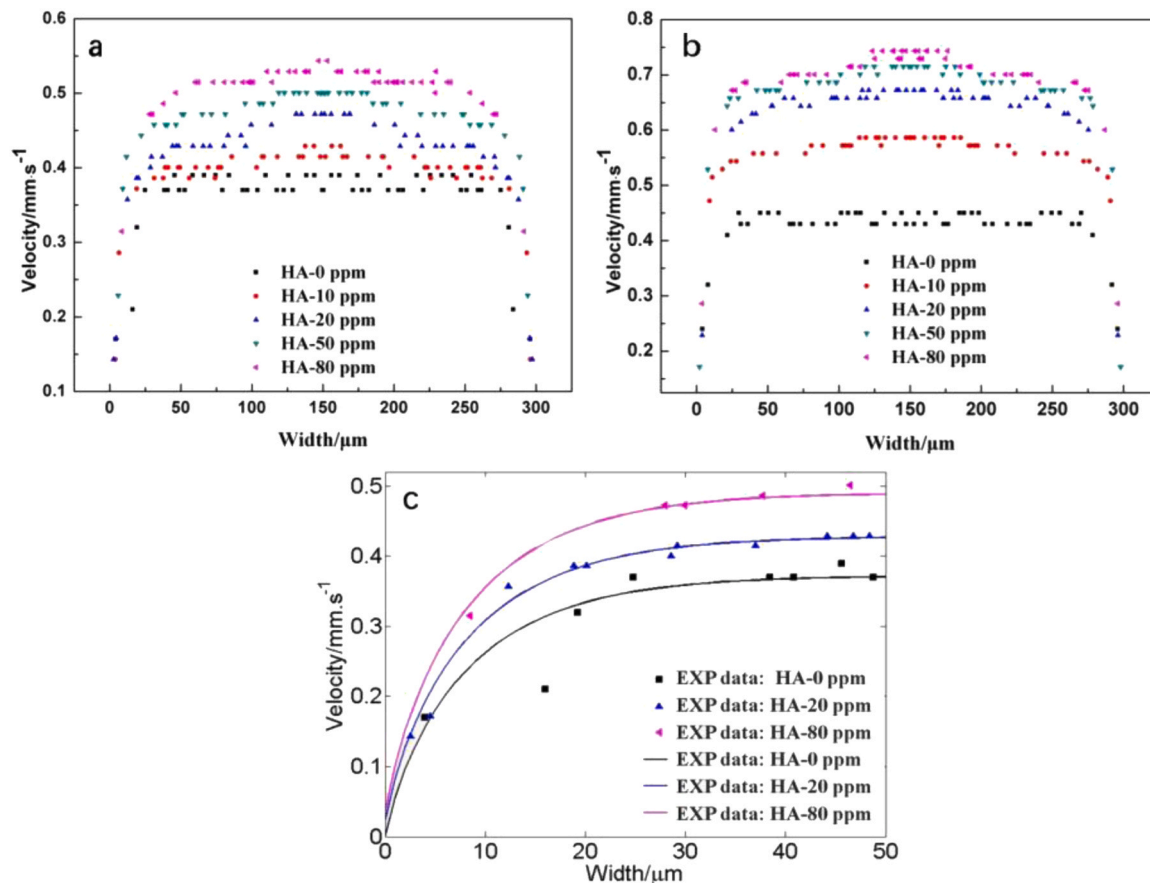 a
0.6
0.5
0.4
0.3
0.2
0.1
Velocity/mm·s-1
HA-0 ppm
HA-10 ppm
HA-20 ppm
HA-50 ppm
HA-80 ppm
0 50 100 150 200 250 300
Width/μm
b
0.8
0.7
0.6
0.5
0.4
0.3
0.2
Velocity/mm·s-1
HA-0 ppm
HA-10 ppm
HA-20 ppm
HA-50 ppm
HA-80 ppm
0 50 100 150 200 250 300
Width/μm
c
0.5
0.4
0.3
0.2
0.1
0
Velocity/mm.s-1
EXP data: HA-0 ppm
EXP data: HA-20 ppm
EXP data: HA-80 ppm
EXP data: HA-0 ppm
EXP data: HA-20 ppm
EXP data: HA-80 ppm
0 10 20 30 40 50
Width/μm